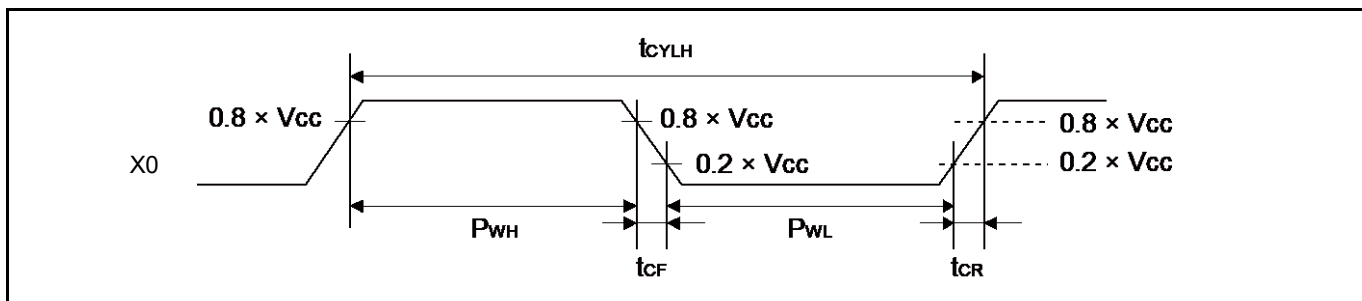 tCYLH
0.8 × VCC
0.8 × VCC
0.8 × VCC
X0
0.2 × VCC
0.2 × VCC
PWH
PWL
tCF
tCR